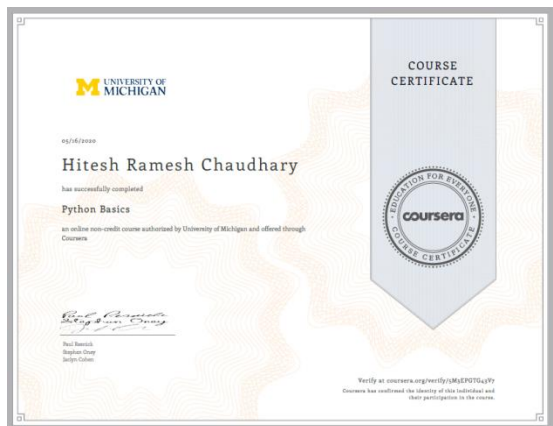 UNIVERSITY OF
MICHIGAN
COURSE
CERTIFICATE
05/16/2020
Hitesh Ramesh Chaudhary
has successfully completed
Python Basics
an online non-credit course authorized by University of Michigan and offered through
Coursera
EDUCATION FOR EVERYONE
coursera
COURSE CERTIFICATE
Paul Resnick
Stephan Oney
Jaclyn Cohen
Verify at coursera.org/verify/
Coursera has confirmed the identity of this individual and
their participation in the course.